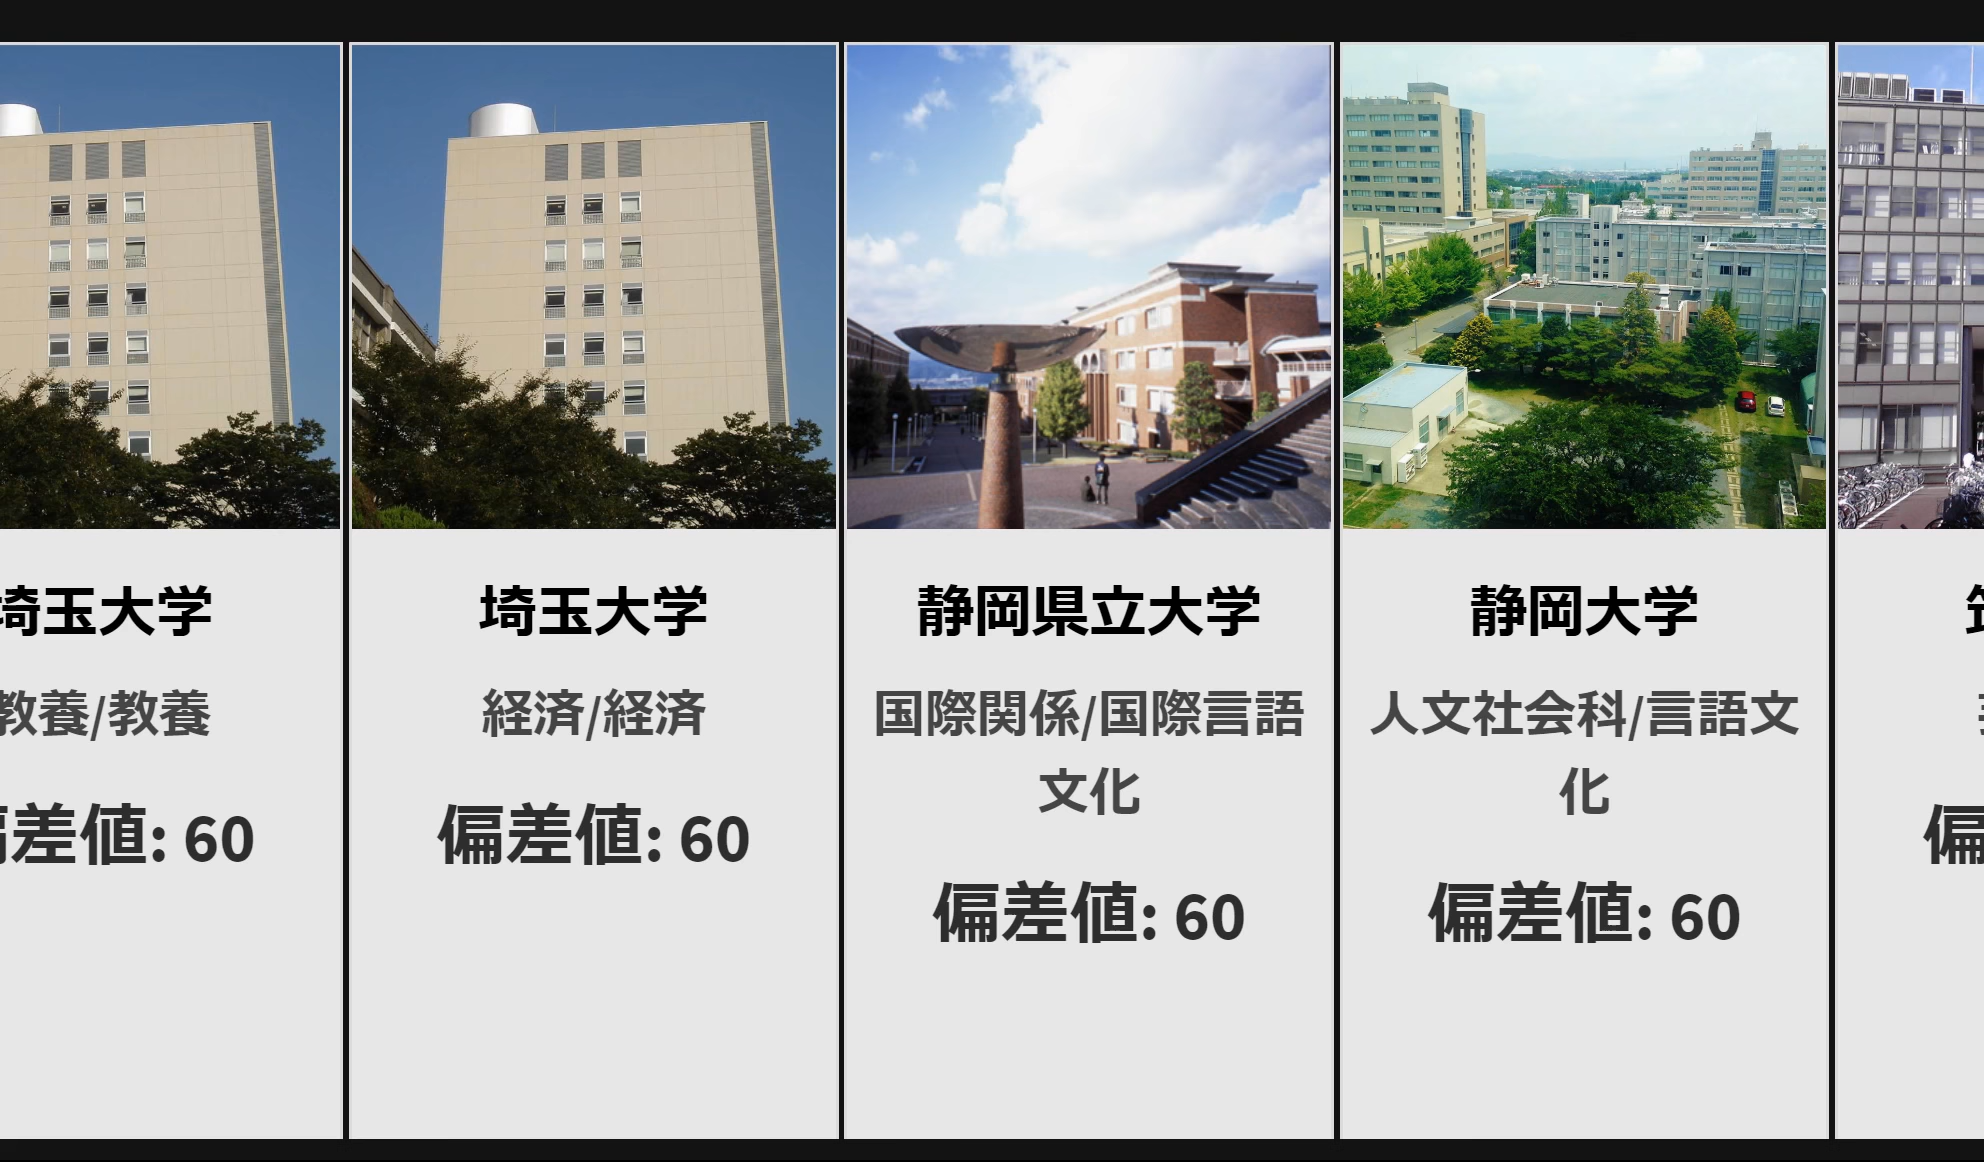 埼玉大学
教養/教養
偏差値: 60
埼玉大学
経済/経済
偏差値: 60
静岡県立大学
国際関係/国際言語
文化
偏差値: 60
静岡大学
人文社会科/言語文
化
偏差値: 60
偏